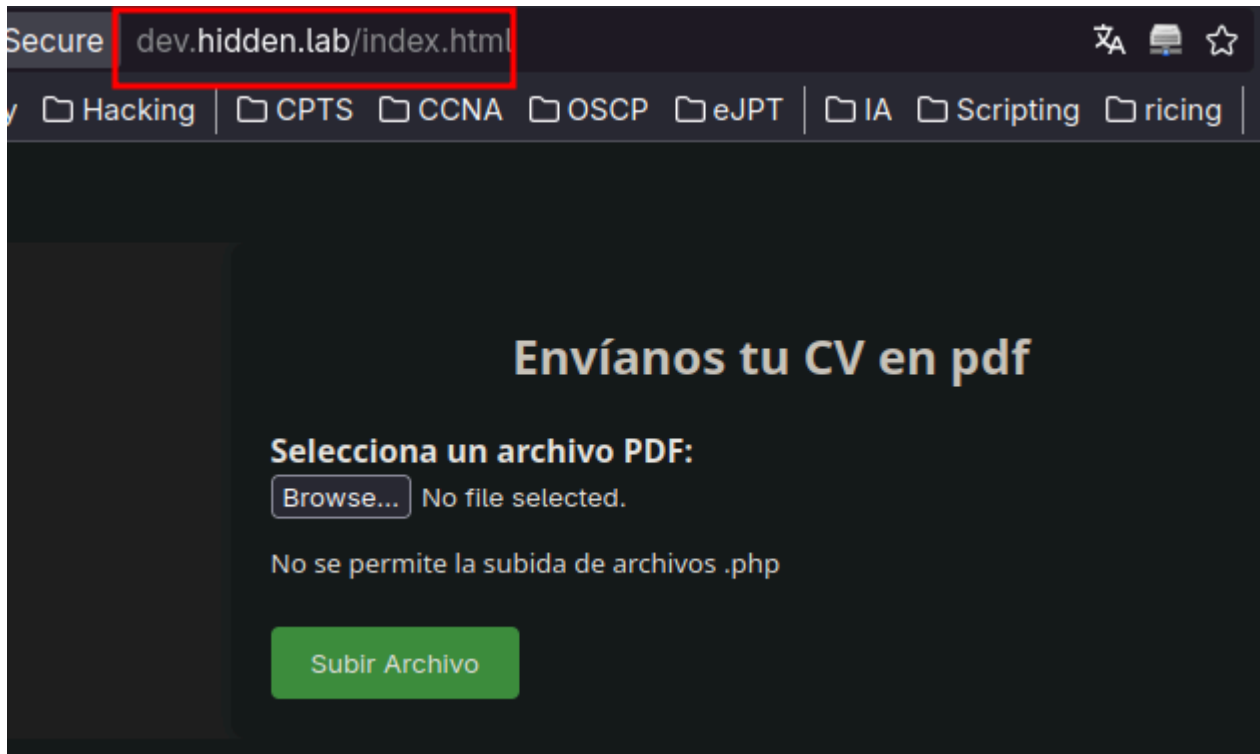 Secure dev.hidden.lab/index.html
y Hacking CPTS CCNA OSCP eJPT IA Scripting ricing
Envíanos tu CV en pdf
Selecciona un archivo PDF:
Browse... No file selected.
No se permite la subida de archivos .php
Subir Archivo